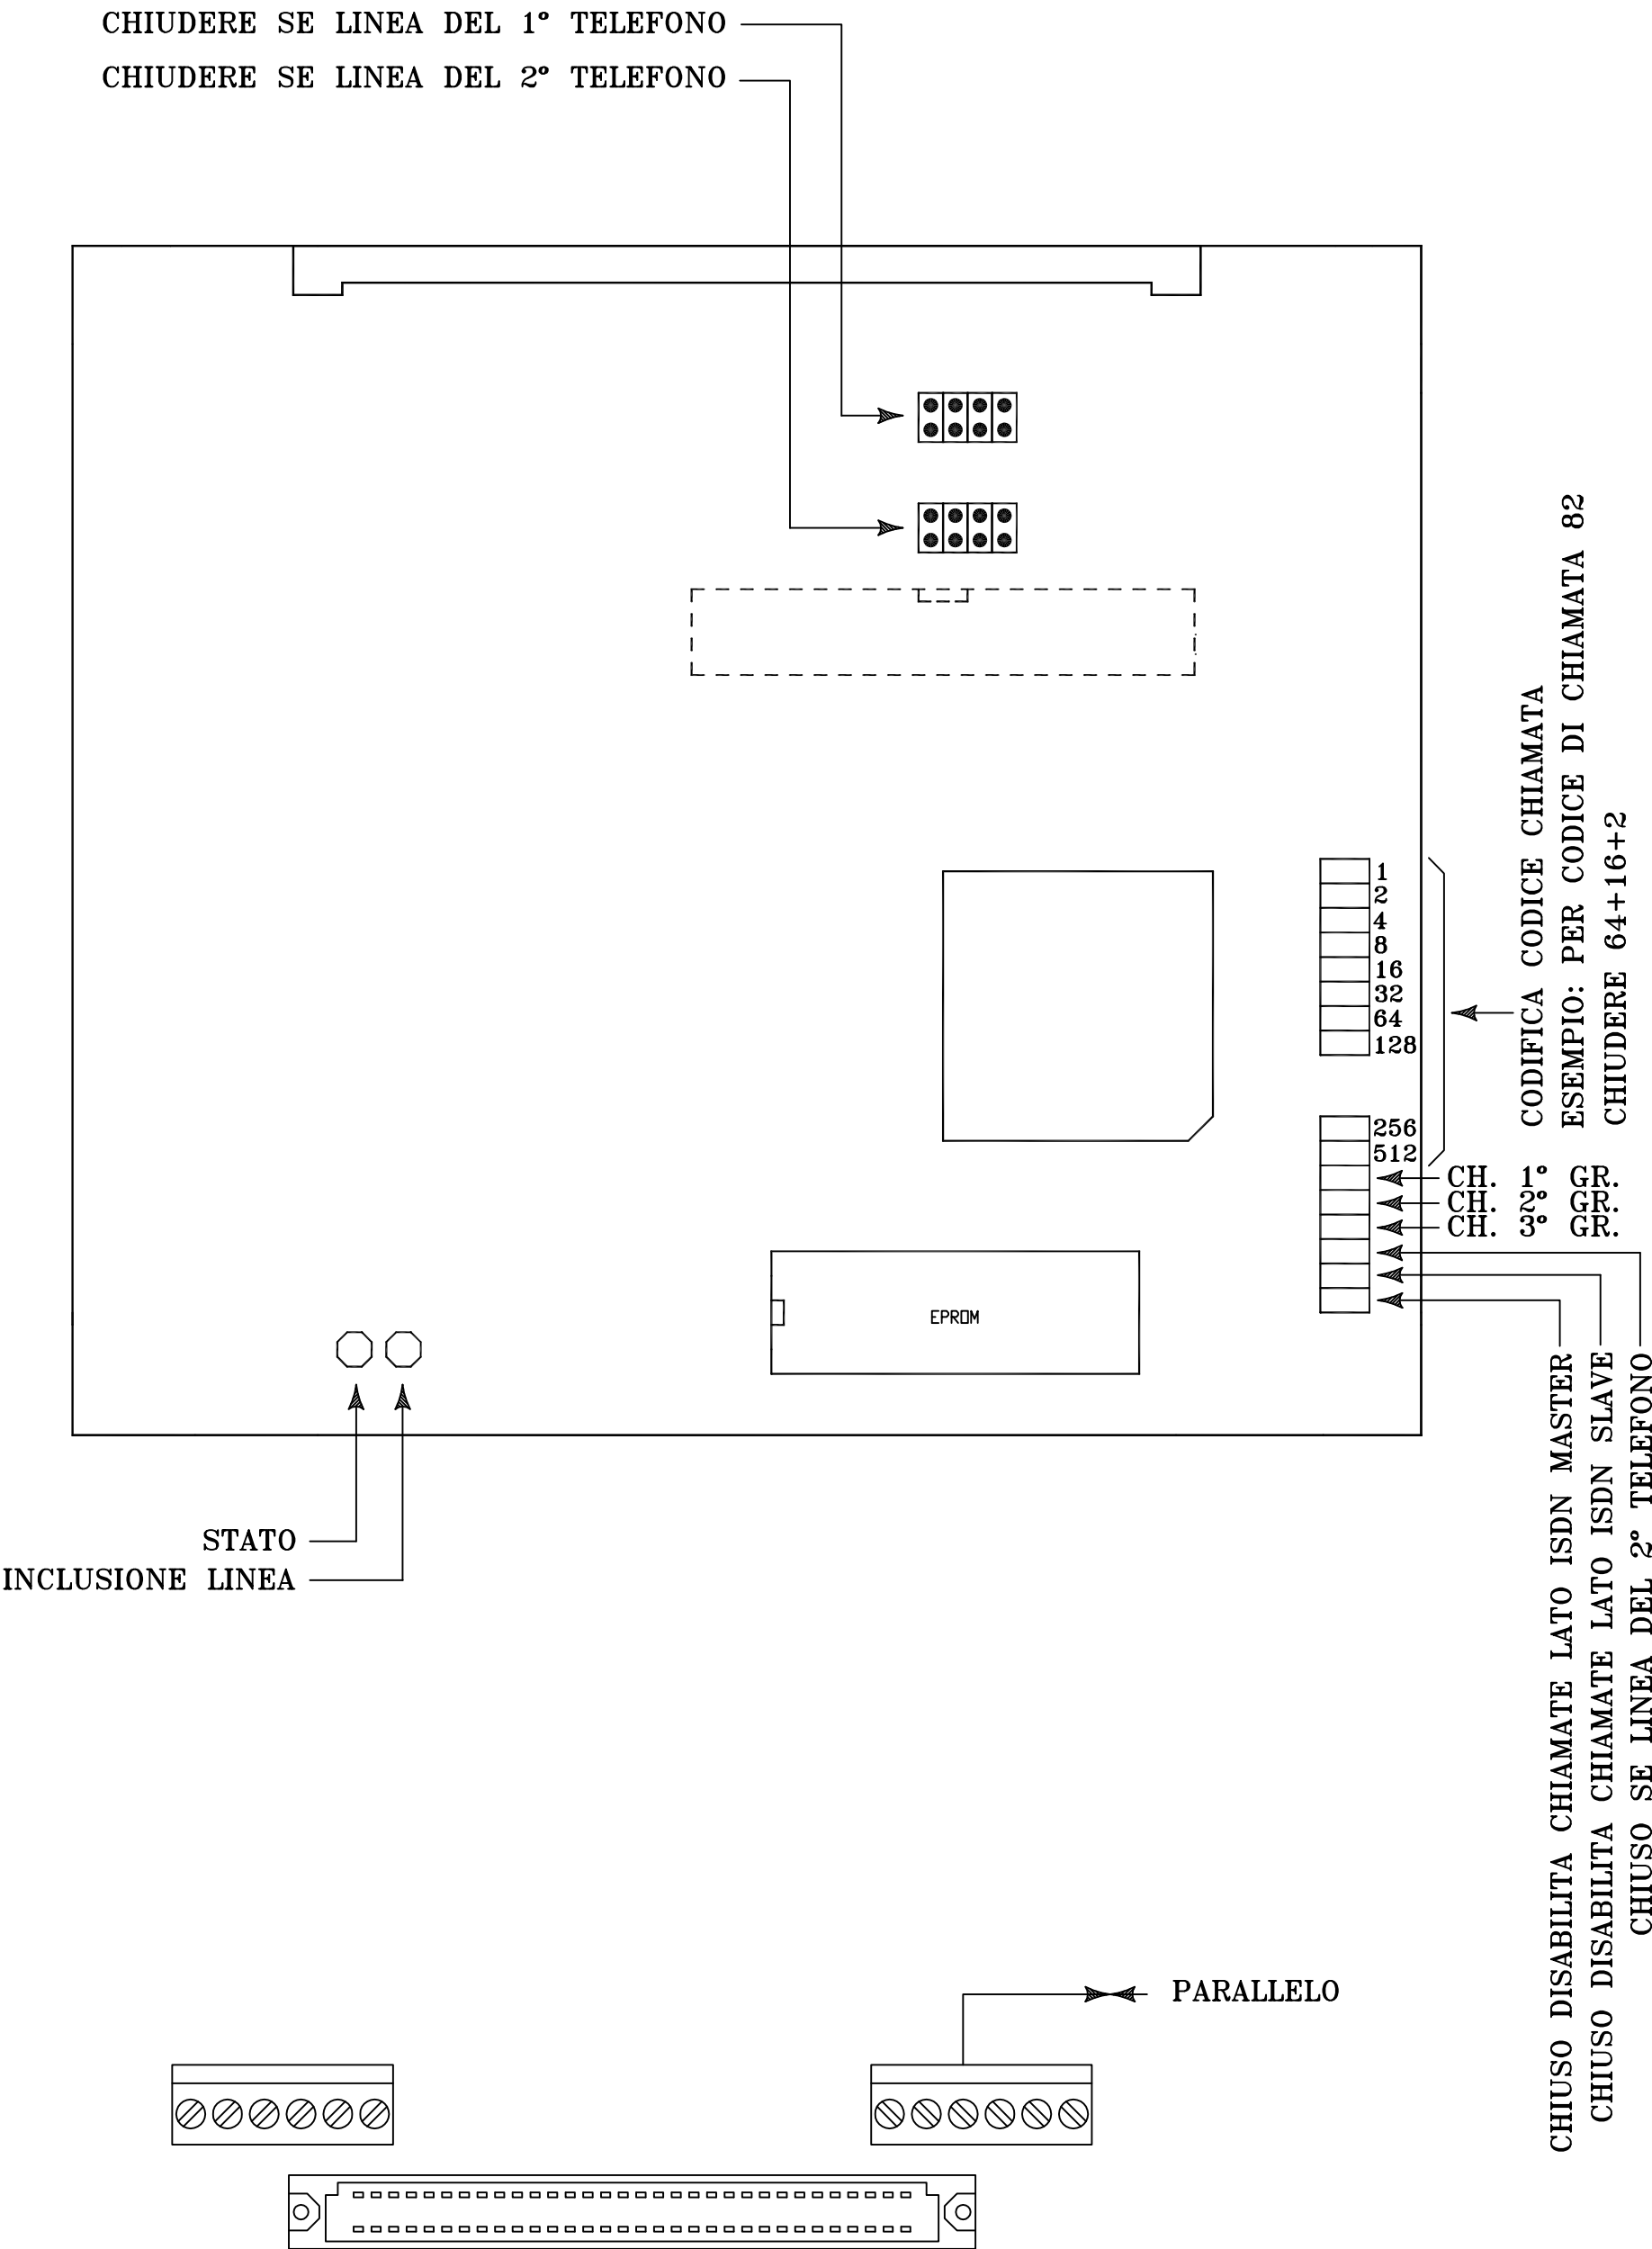 CHIUDERE SE LINEA DEL 1° TELEFONO
CHIUDERE SE LINEA DEL 2° TELEFONO
CODIFICA CODICE CHIAMATA
ESEMPIO: PER CODICE DI CHIAMATA 82
CHIUDERE 64+16+2
1
2
4
8
16
32
64
128
256
512
CH. 1° GR.
CH. 2° GR.
CH. 3° GR.
EPROM
CHIUSO DISABILITA CHIAMATE LATO ISDN MASTER
CHIUSO DISABILITA CHIAMATE LATO ISDN SLAVE
CHIUSO SE LINEA DEL 2° TELEFONO
STATO
INCLUSIONE LINEA
PARALLELO